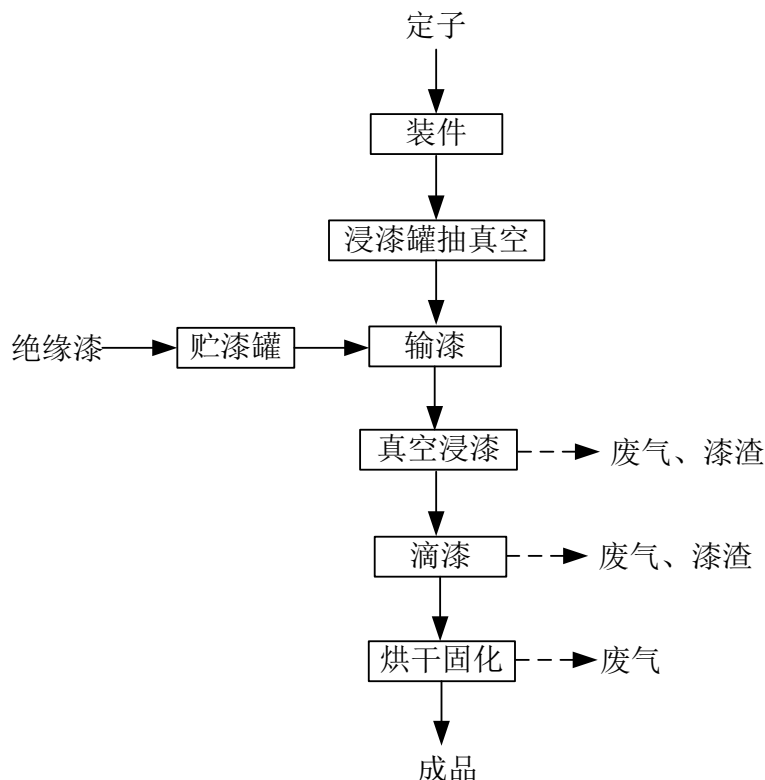 定子
装件
浸漆罐抽真空
绝缘漆
贮漆罐
输漆
真空浸漆
废气、漆渣
滴漆
废气、漆渣
烘干固化
废气
成品